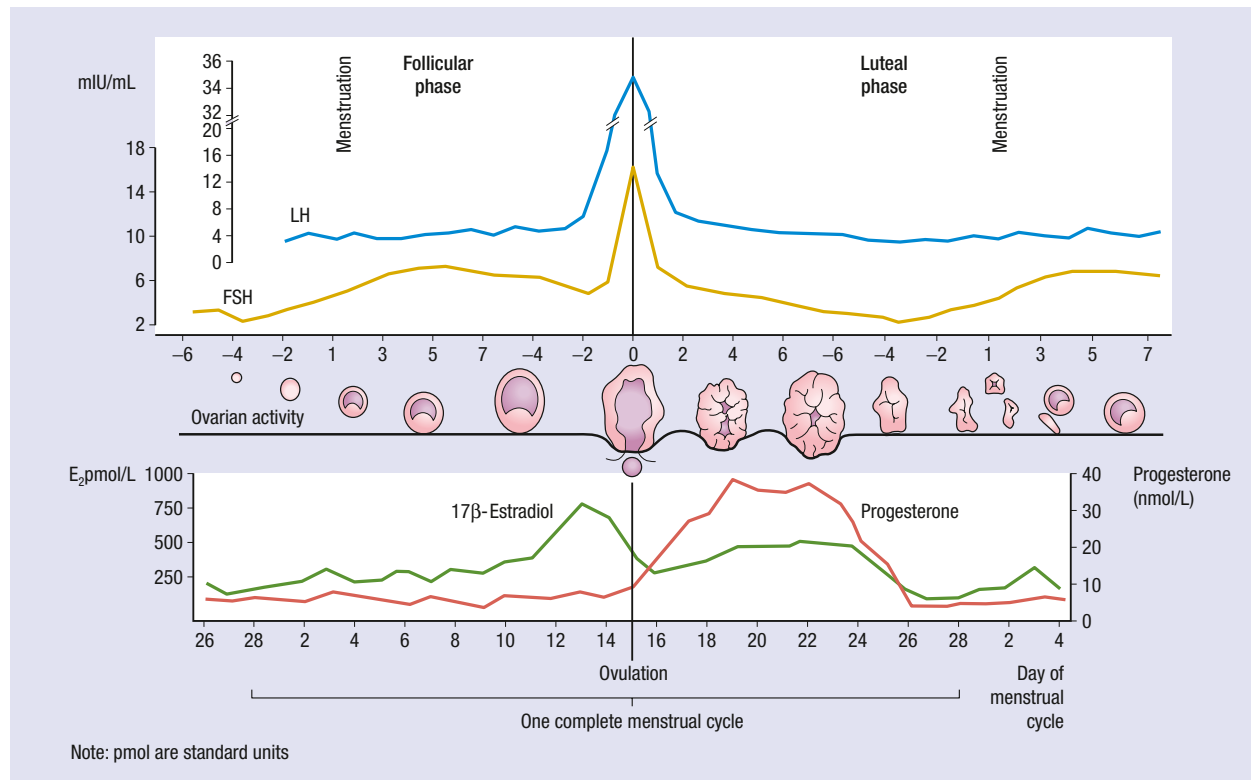 mIU/mL
Menstruation
Follicular
phase
Luteal
phase
Menstruation
36
34
32
20
16
12
8
4
0
18
14
10
6
2
LH
FSH
–6 –4 –2 1 3 5 7 –4 –2 0 2 4 6 –6 –4 –2 1 3 5 7
Ovarian activity
E₂pmol/L
1000
750
500
250
17β-Estradiol
Progesterone
40
30
20
10
0
Progesterone
(nmol/L)
26 28 2 4 6 8 10 12 14 16 18 20 22 24 26 28 2 4
Ovulation
Day of
menstrual
cycle
One complete menstrual cycle
Note: pmol are standard units